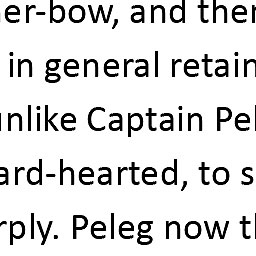 er-bow, and ther
in general retain
unlike Captain Pel
ard-hearted, to s
rply. Peleg now th